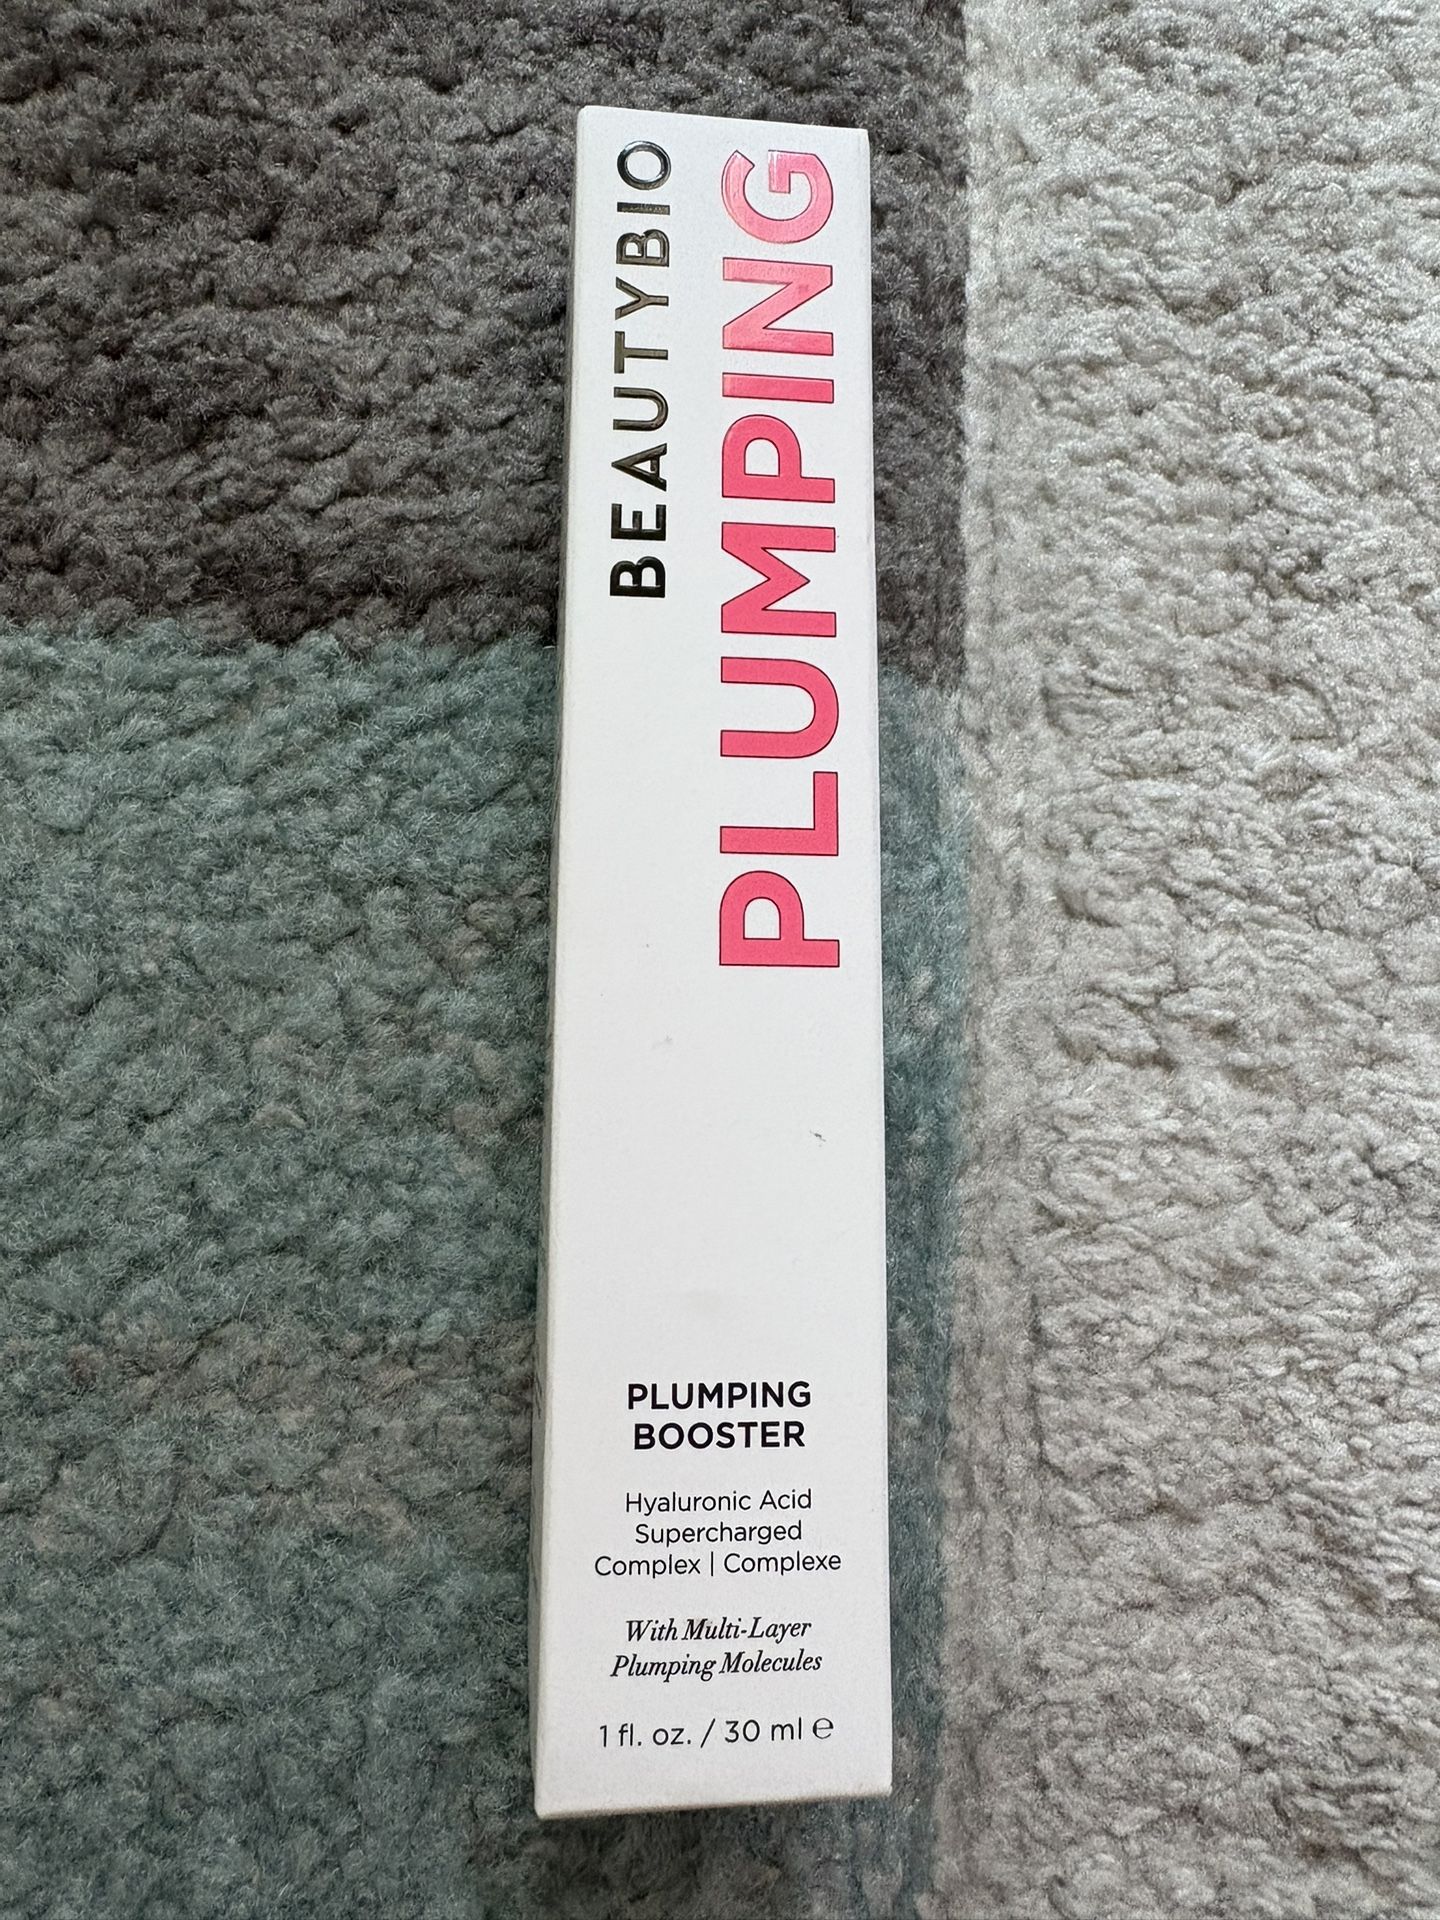 BEAUTYBIO
PLUMPING
PLUMPING
BOOSTER
Hyaluronic Acid
Supercharged
Complex | Complexe
With Multi-Layer
Plumping Molecules
1 fl. oz. / 30 ml ℮